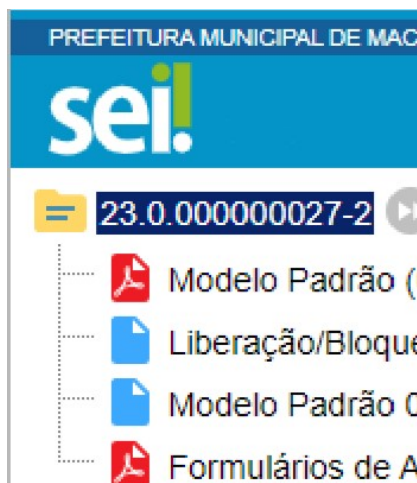 PREFEITURA MUNICIPAL DE MAC
sei!
23.0.000000027-2
Modelo Padrão (
Liberação/Bloque
Modelo Padrão 0
Formulários de A